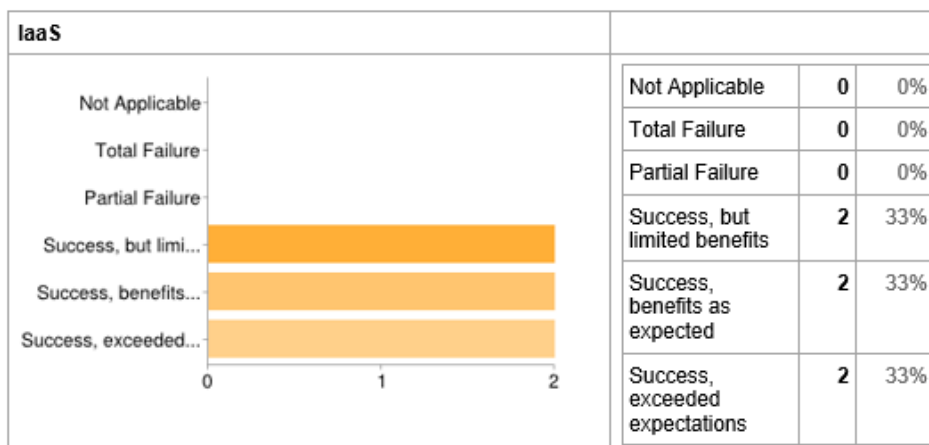 IaaS
Not Applicable
Total Failure
Partial Failure
Success, but limi...
Success, benefits...
Success, exceeded...
0 1 2
Not Applicable 0 0%
Total Failure 0 0%
Partial Failure 0 0%
Success, but
limited benefits 2 33%
Success,
benefits as
expected 2 33%
Success,
exceeded
expectations 2 33%